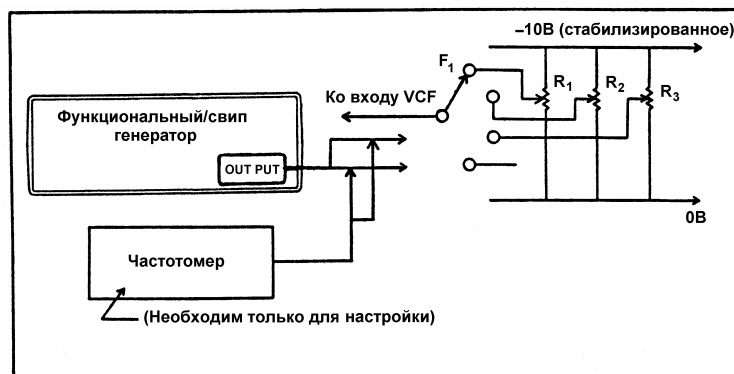 –10В (стабилизированное)
F1
R1
R2
R3
Ко входу VCF
Функциональный/свип
генератор
OUT PUT
0В
Частотомер
(Необходим только для настройки)